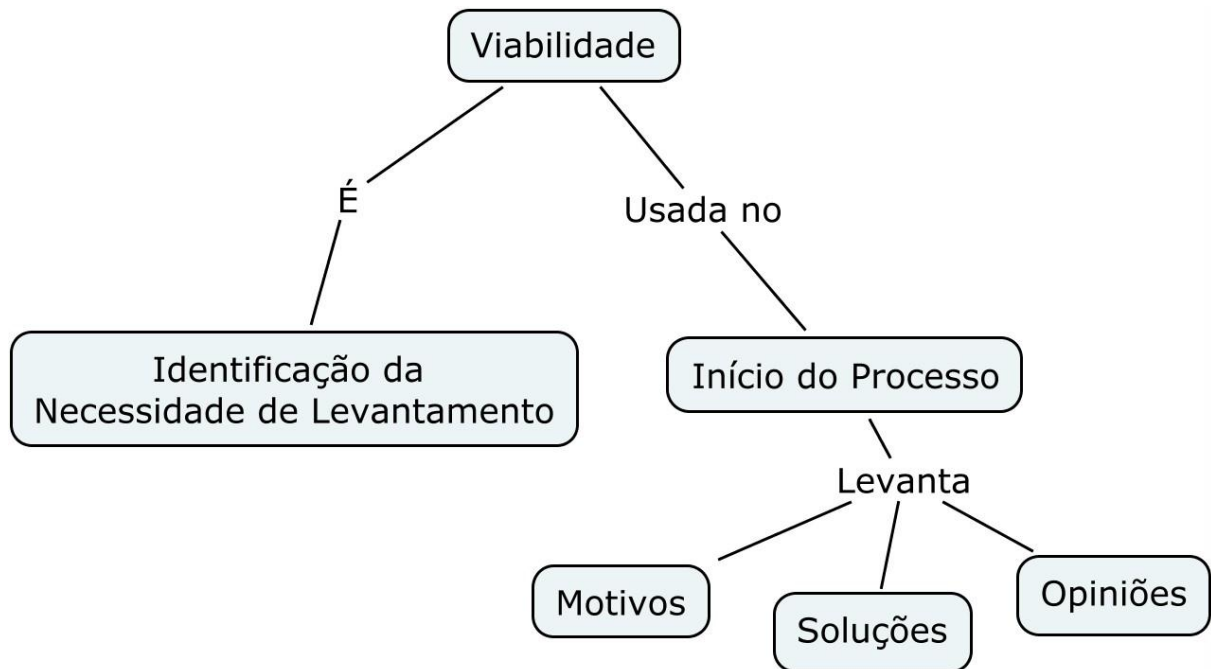 Viabilidade
É
Usada no
Identificação da
Necessidade de Levantamento
Início do Processo
Levanta
Motivos
Soluções
Opiniões